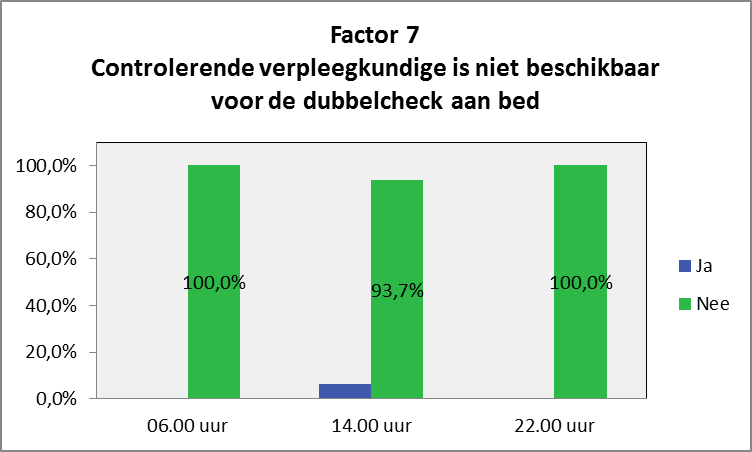 Factor 7
Controlerende verpleegkundige is niet beschikbaar
voor de dubbelcheck aan bed
100,0%
80,0%
60,0%
40,0%
20,0%
0,0%
100,0%
93,7%
100,0%
06.00 uur
14.00 uur
22.00 uur
Ja
Nee